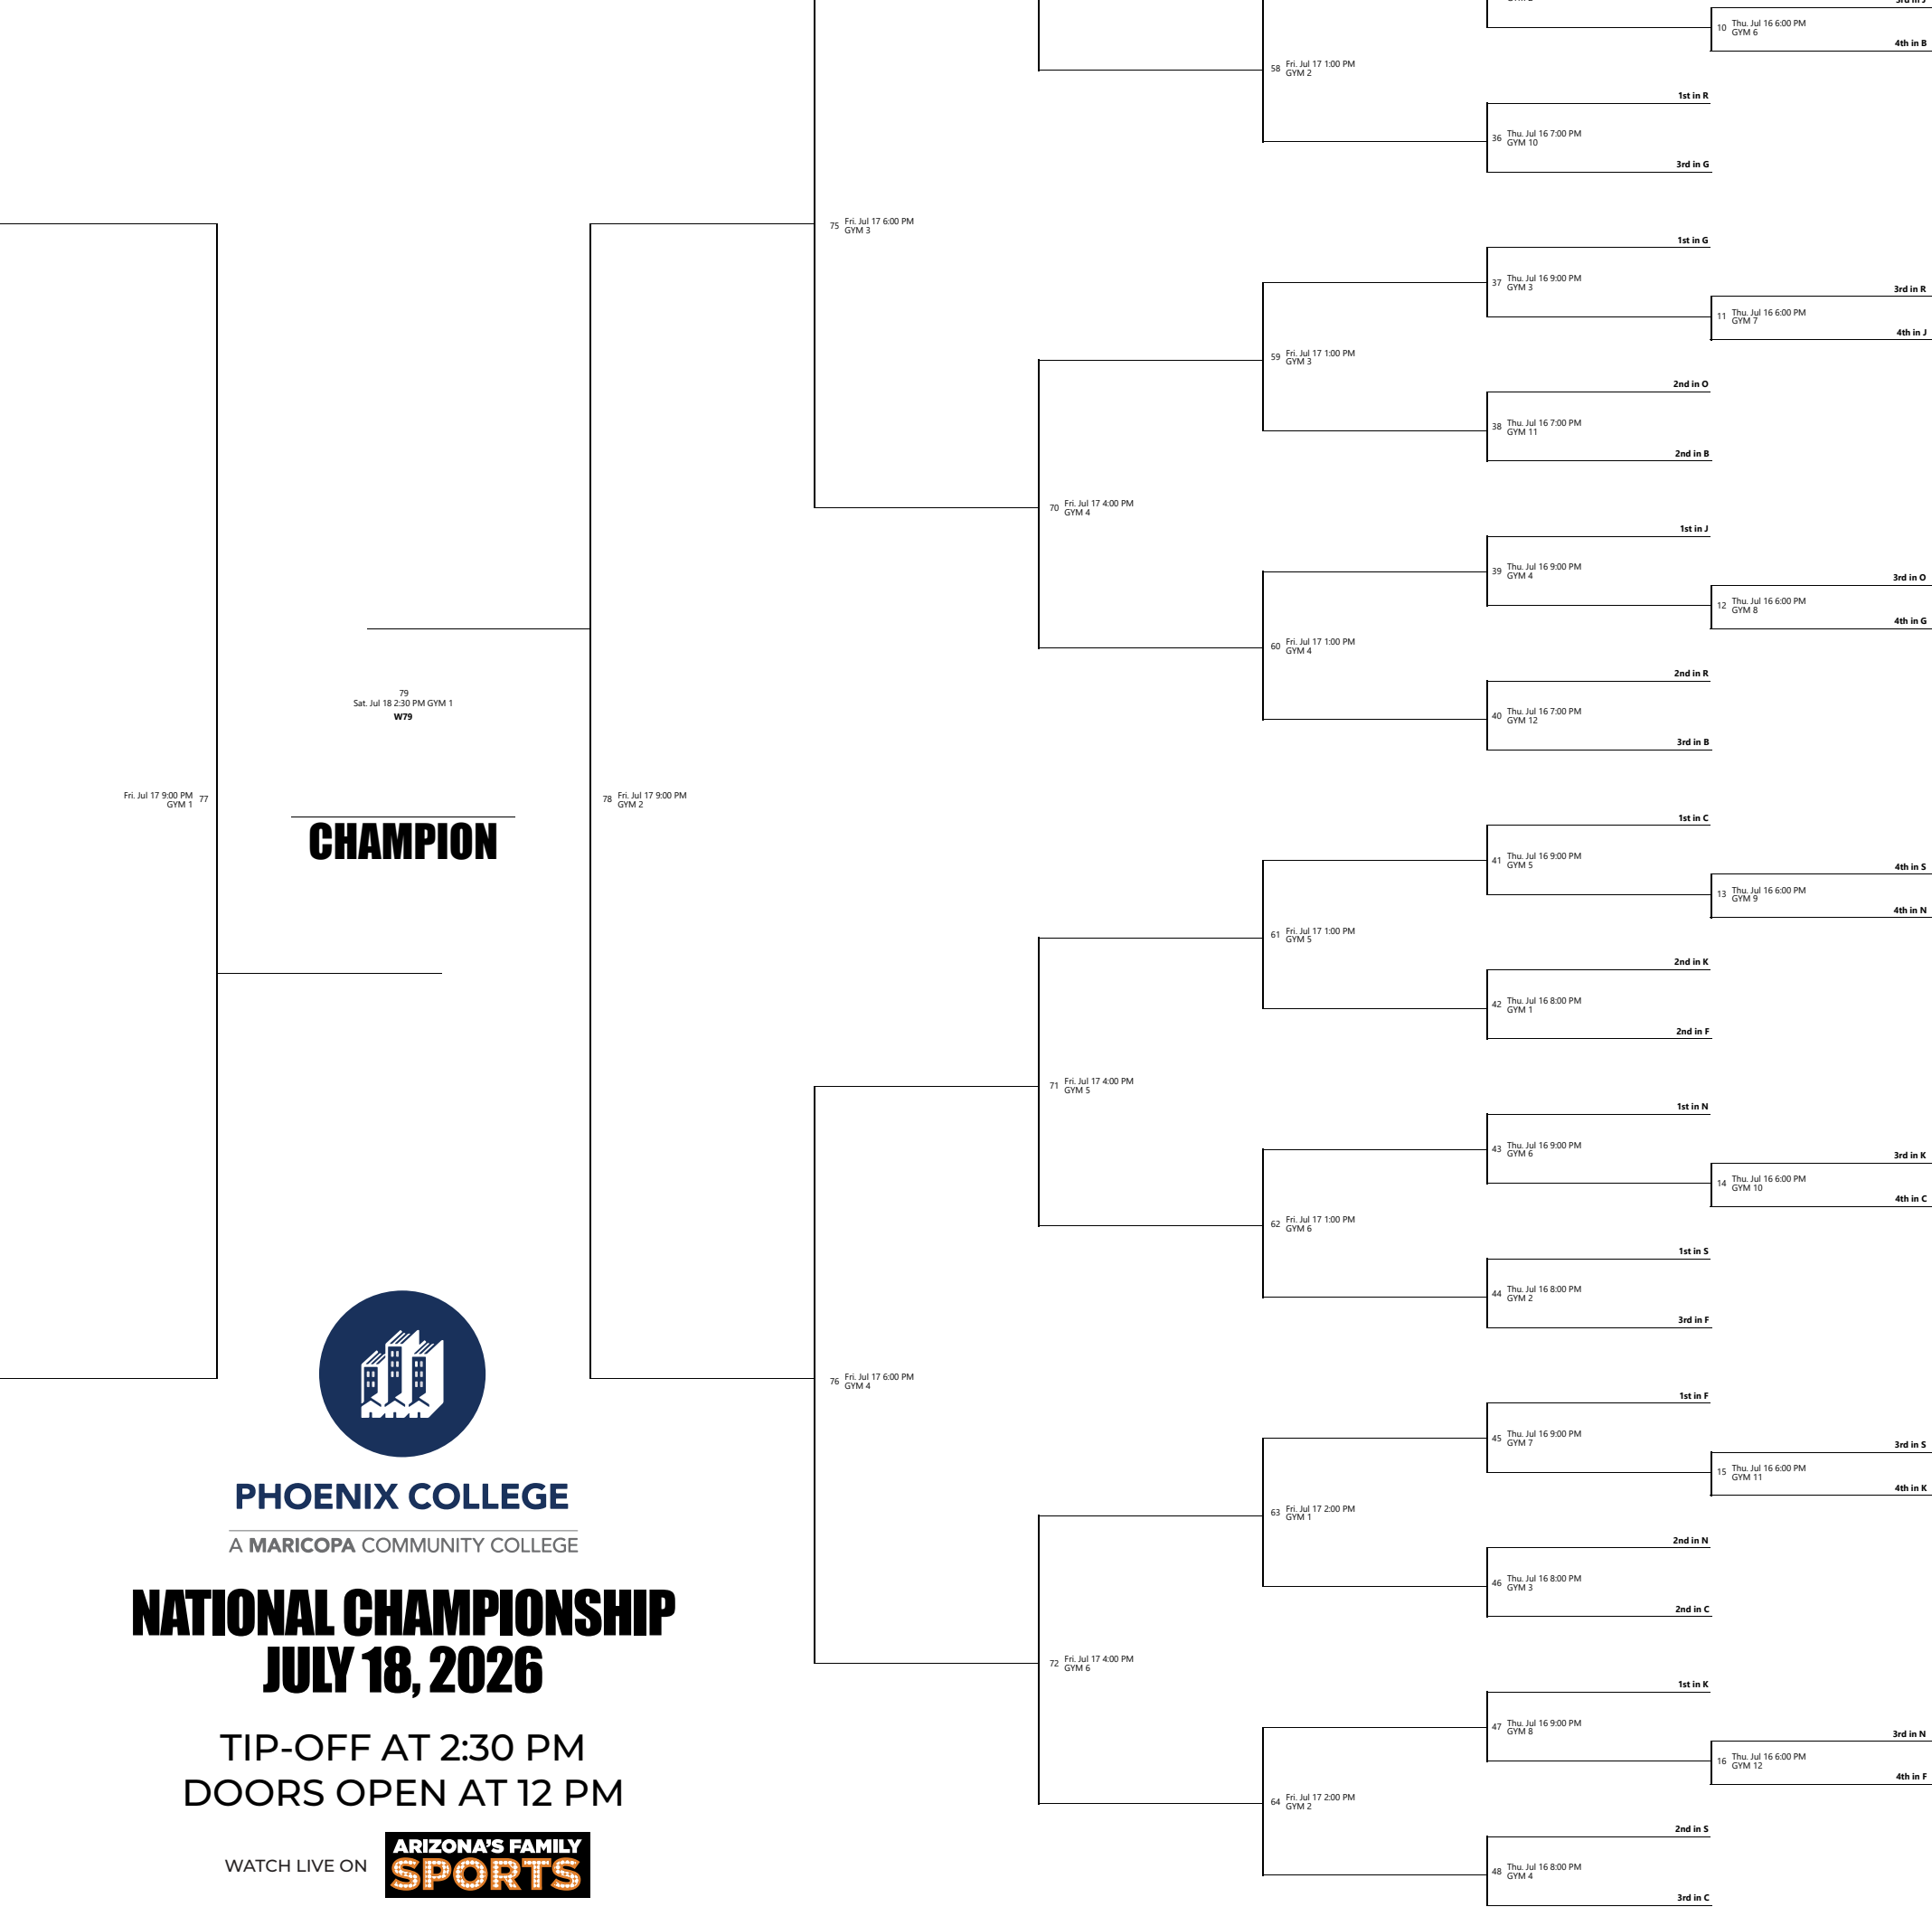 3rd in J
10 Thu. Jul 16 6:00 PM
GYM 6
4th in B
58 Fri. Jul 17 1:00 PM
GYM 2
1st in R
36 Thu. Jul 16 7:00 PM
GYM 10
3rd in G
75 Fri. Jul 17 6:00 PM
GYM 3
1st in G
37 Thu. Jul 16 9:00 PM
GYM 3
3rd in R
11 Thu. Jul 16 6:00 PM
GYM 7
4th in J
59 Fri. Jul 17 1:00 PM
GYM 3
2nd in O
38 Thu. Jul 16 7:00 PM
GYM 11
2nd in B
70 Fri. Jul 17 4:00 PM
GYM 4
1st in J
39 Thu. Jul 16 9:00 PM
GYM 4
3rd in O
12 Thu. Jul 16 6:00 PM
GYM 8
4th in G
60 Fri. Jul 17 1:00 PM
GYM 4
2nd in R
40 Thu. Jul 16 7:00 PM
GYM 12
3rd in B
79
Sat. Jul 18 2:30 PM GYM 1
W79
Fri. Jul 17 9:00 PM 77
GYM 1
CHAMPION
78 Fri. Jul 17 9:00 PM
GYM 2
1st in C
41 Thu. Jul 16 9:00 PM
GYM 5
4th in S
13 Thu. Jul 16 6:00 PM
GYM 9
4th in N
61 Fri. Jul 17 1:00 PM
GYM 5
2nd in K
42 Thu. Jul 16 8:00 PM
GYM 1
2nd in F
71 Fri. Jul 17 4:00 PM
GYM 5
1st in N
43 Thu. Jul 16 9:00 PM
GYM 6
3rd in K
14 Thu. Jul 16 6:00 PM
GYM 10
4th in C
62 Fri. Jul 17 1:00 PM
GYM 6
1st in S
44 Thu. Jul 16 8:00 PM
GYM 2
3rd in F
76 Fri. Jul 17 6:00 PM
GYM 4
1st in F
45 Thu. Jul 16 9:00 PM
GYM 7
3rd in S
15 Thu. Jul 16 6:00 PM
GYM 11
4th in K
63 Fri. Jul 17 2:00 PM
GYM 1
2nd in N
46 Thu. Jul 16 8:00 PM
GYM 3
2nd in C
72 Fri. Jul 17 4:00 PM
GYM 6
1st in K
47 Thu. Jul 16 9:00 PM
GYM 8
3rd in N
16 Thu. Jul 16 6:00 PM
GYM 12
4th in F
64 Fri. Jul 17 2:00 PM
GYM 2
2nd in S
48 Thu. Jul 16 8:00 PM
GYM 4
3rd in C
PHOENIX COLLEGE
A MARICOPA COMMUNITY COLLEGE
NATIONAL CHAMPIONSHIP
JULY 18, 2026
TIP-OFF AT 2:30 PM
DOORS OPEN AT 12 PM
WATCH LIVE ON
ARIZONA'S FAMILY
SPORTS